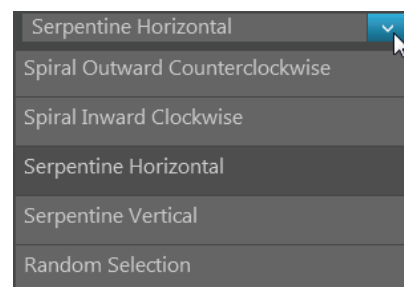 Serpentine Horizontal
Spiral Outward Counterclockwise
Spiral Inward Clockwise
Serpentine Horizontal
Serpentine Vertical
Random Selection